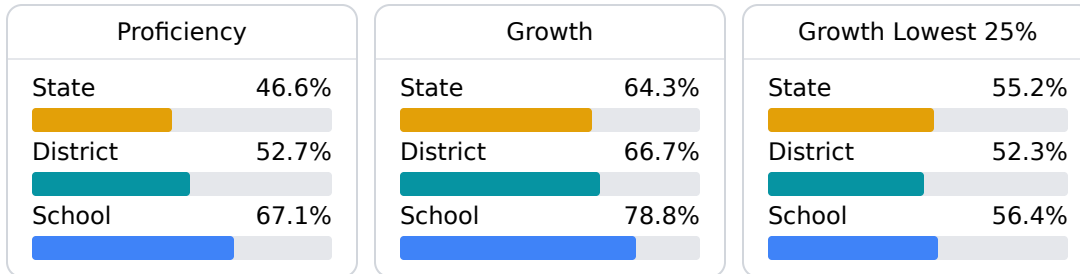 Proficiency
State 46.6%
District 52.7%
School 67.1%
Growth
State 64.3%
District 66.7%
School 78.8%
Growth Lowest 25%
State 55.2%
District 52.3%
School 56.4%